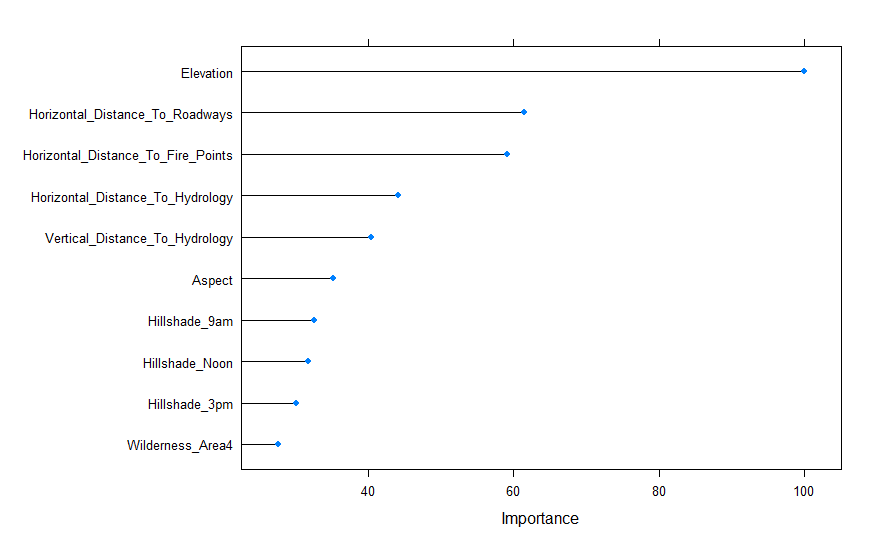 Elevation
Horizontal_Distance_To_Roadways
Horizontal_Distance_To_Fire_Points
Horizontal_Distance_To_Hydrology
Vertical_Distance_To_Hydrology
Aspect
Hillshade_9am
Hillshade_Noon
Hillshade_3pm
Wilderness_Area4
40 60 80 100
Importance